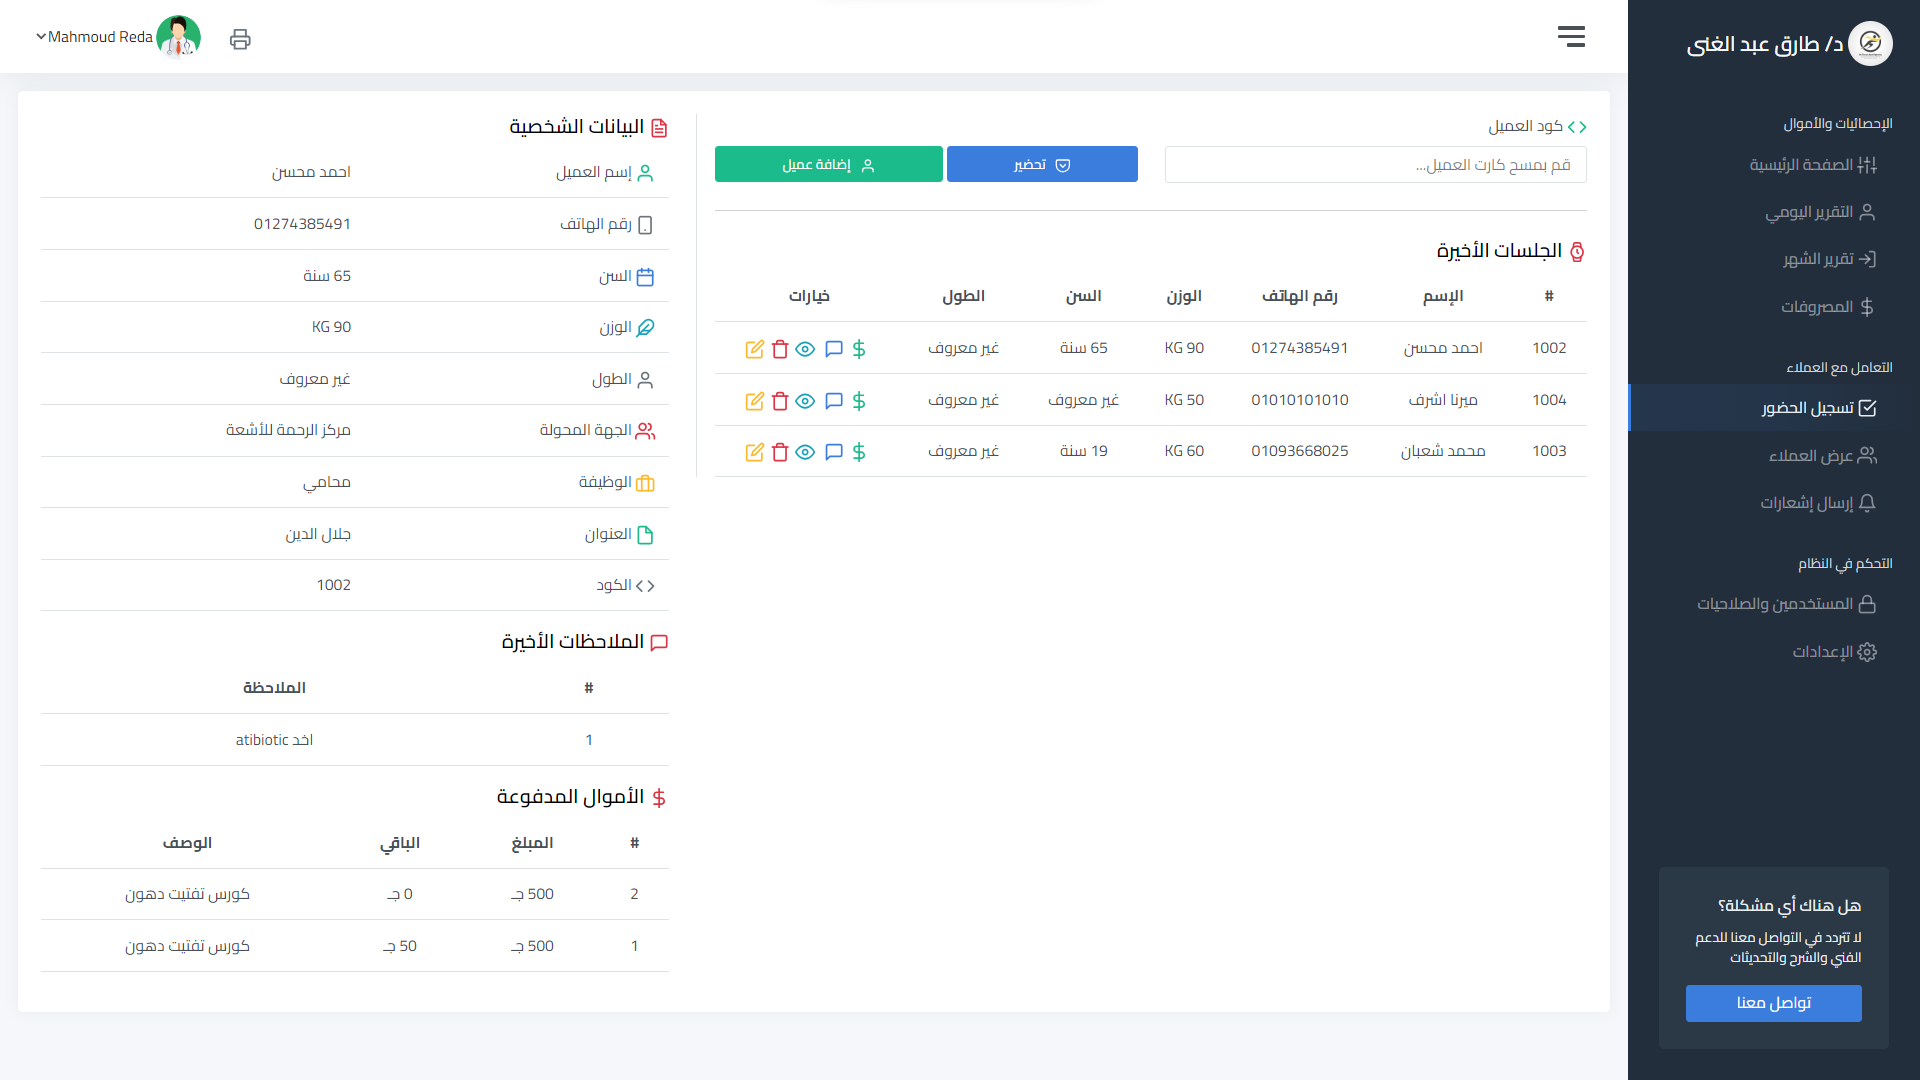 د/ طارق عبد الغنى
الإحصائيات والأموال
الصفحة الرئيسية
التقرير اليومي
تقرير الشهر
المصروفات
التعامل مع العملاء
تسجيل الحضور
عرض العملاء
إرسال إشعارات
التحكم في النظام
المستخدمين والصلاحيات
الإعدادات
هل هناك أي مشكلة؟
لا تتردد في التواصل معنا للدعم
الفني والشرح والتحديثات
تواصل معنا
Mahmoud Reda
كود العميل
قم بمسح كارت العميل...
تحضير
إضافة عميل
الجلسات الأخيرة
# الإسم رقم الهاتف الوزن السن الطول خيارات
1002 احمد محسن 01274385491 90 KG 65 سنة غير معروف
1004 ميرنا اشرف 01010101010 50 KG غير معروف غير معروف
1003 محمد شعبان 01093668025 60 KG 19 سنة غير معروف
البيانات الشخصية
إسم العميل احمد محسن
رقم الهاتف 01274385491
السن 65 سنة
الوزن 90 KG
الطول غير معروف
الجهة المحولة مركز الرحمة للأشعة
الوظيفة محامي
العنوان جلال الدين
الكود 1002
الملاحظات الأخيرة
# الملاحظة
1 اخد atibiotic
الأموال المدفوعة
# المبلغ الباقي الوصف
2 500 جـ 0 جـ كورس تفتيت دهون
1 500 جـ 50 جـ كورس تفتيت دهون